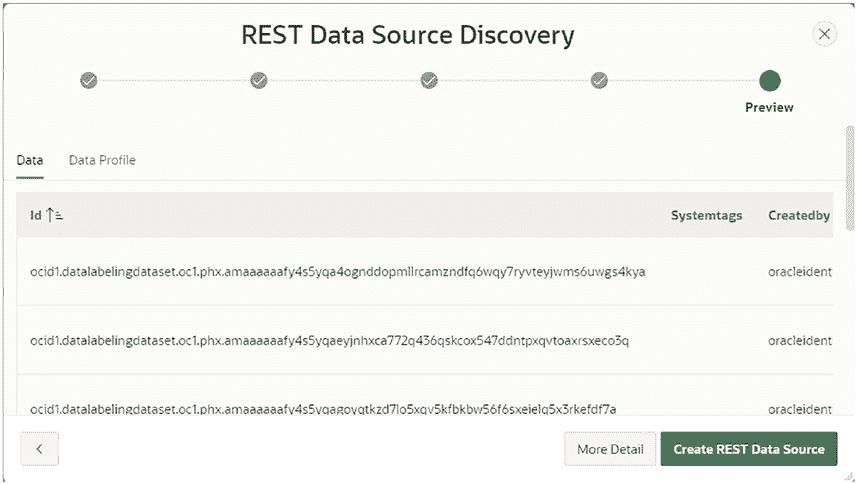 REST Data Source Discovery
Preview
Data Data Profile
Id Systemtags Createdby
ocid1.datalabelingdataset.oc1.phx.amaaaaaafy4s5yqa4ognddopmllrcamzndfq6wqy7ryvteyjwms6uwgs4kya oracleident
ocid1.datalabelingdataset.oc1.phx.amaaaaaafy4s5yqaeyjnhxca772q436qskcox547ddntpxqvtoaxrsxeco3q oracleident
oracleident
More Detail Create REST Data Source